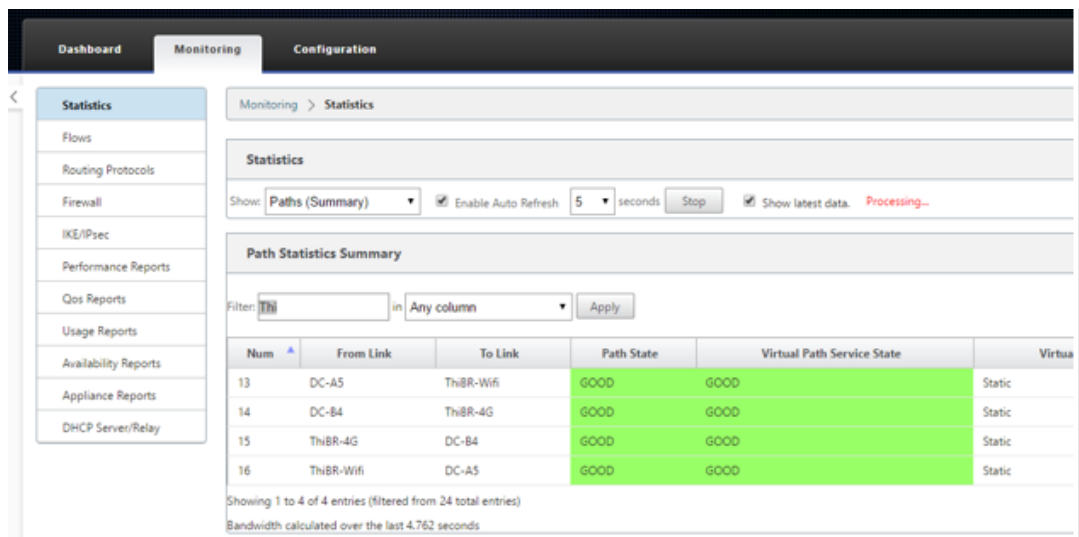 Dashboard Monitoring Configuration
Statistics
Flows
Routing Protocols
Firewall
IKE/IPsec
Performance Reports
Qos Reports
Usage Reports
Availability Reports
Appliance Reports
DHCP Server/Relay
Monitoring > Statistics
Statistics
Show: Paths (Summary) Enable Auto Refresh 5 seconds Stop Show latest data. Processing...
Path Statistics Summary
Filter: Thi in Any column Apply
Num From Link To Link Path State Virtual Path Service State Virtua
13 DC-A5 ThiBR-Wifi GOOD GOOD Static
14 DC-B4 ThiBR-4G GOOD GOOD Static
15 ThiBR-4G DC-B4 GOOD GOOD Static
16 ThiBR-Wifi DC-A5 GOOD GOOD Static
Showing 1 to 4 of 4 entries (filtered from 24 total entries)
Bandwidth calculated over the last 4.762 seconds